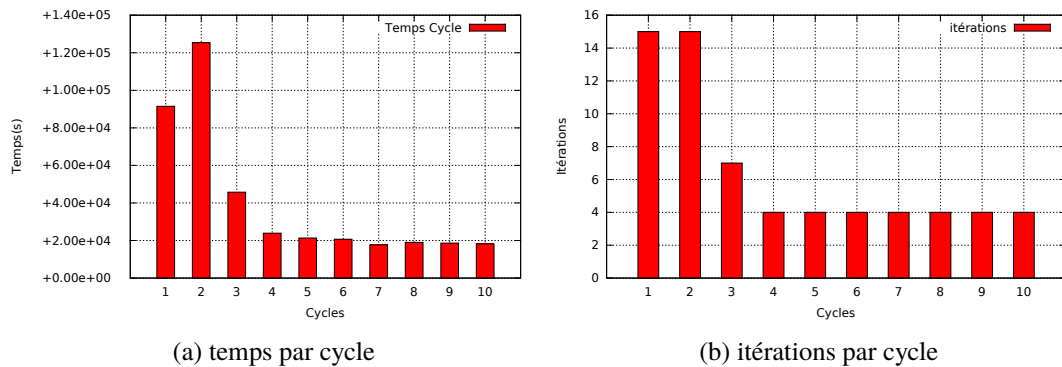 +1.40e+05
+1.20e+05
+1.00e+05
+8.00e+04
+6.00e+04
+4.00e+04
+2.00e+04
+0.00e+00
Temps(s)
Temps Cycle
1 2 3 4 5 6 7 8 9 10
Cycles
(a) temps par cycle
16
14
12
10
8
6
4
2
0
Itérations
itérations
1 2 3 4 5 6 7 8 9 10
Cycles
(b) itérations par cycle